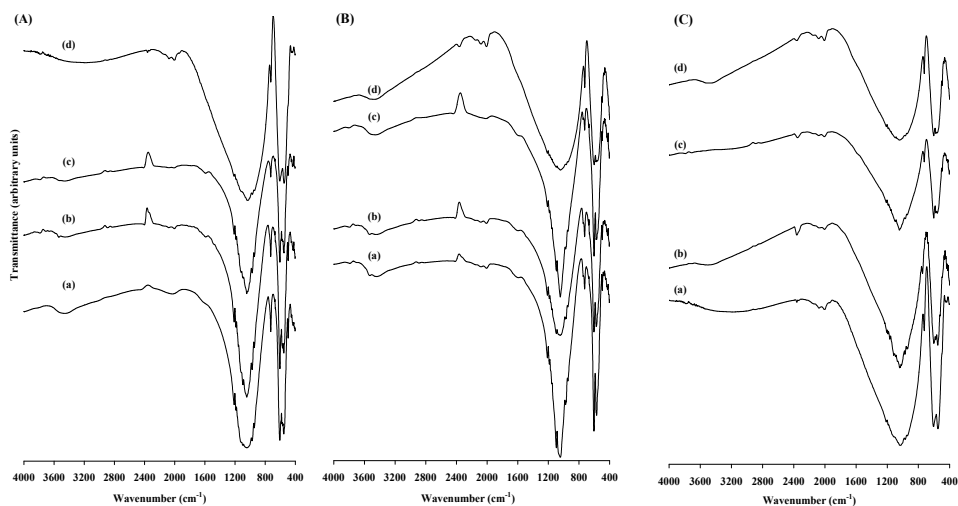 (A)
(B)
(C)
Transmittance (arbitrary units)
(d)
(c)
(b)
(a)
(d)
(c)
(b)
(a)
(d)
(c)
(b)
(a)
4000 3600 3200 2800 2400 2000 1600 1200 800 400
4000 3600 3200 2800 2400 2000 1600 1200 800 400
4000 3600 3200 2800 2400 2000 1600 1200 800 400
Wavenumber (cm-1)
Wavenumber (cm-1)
Wavenumber (cm-1)